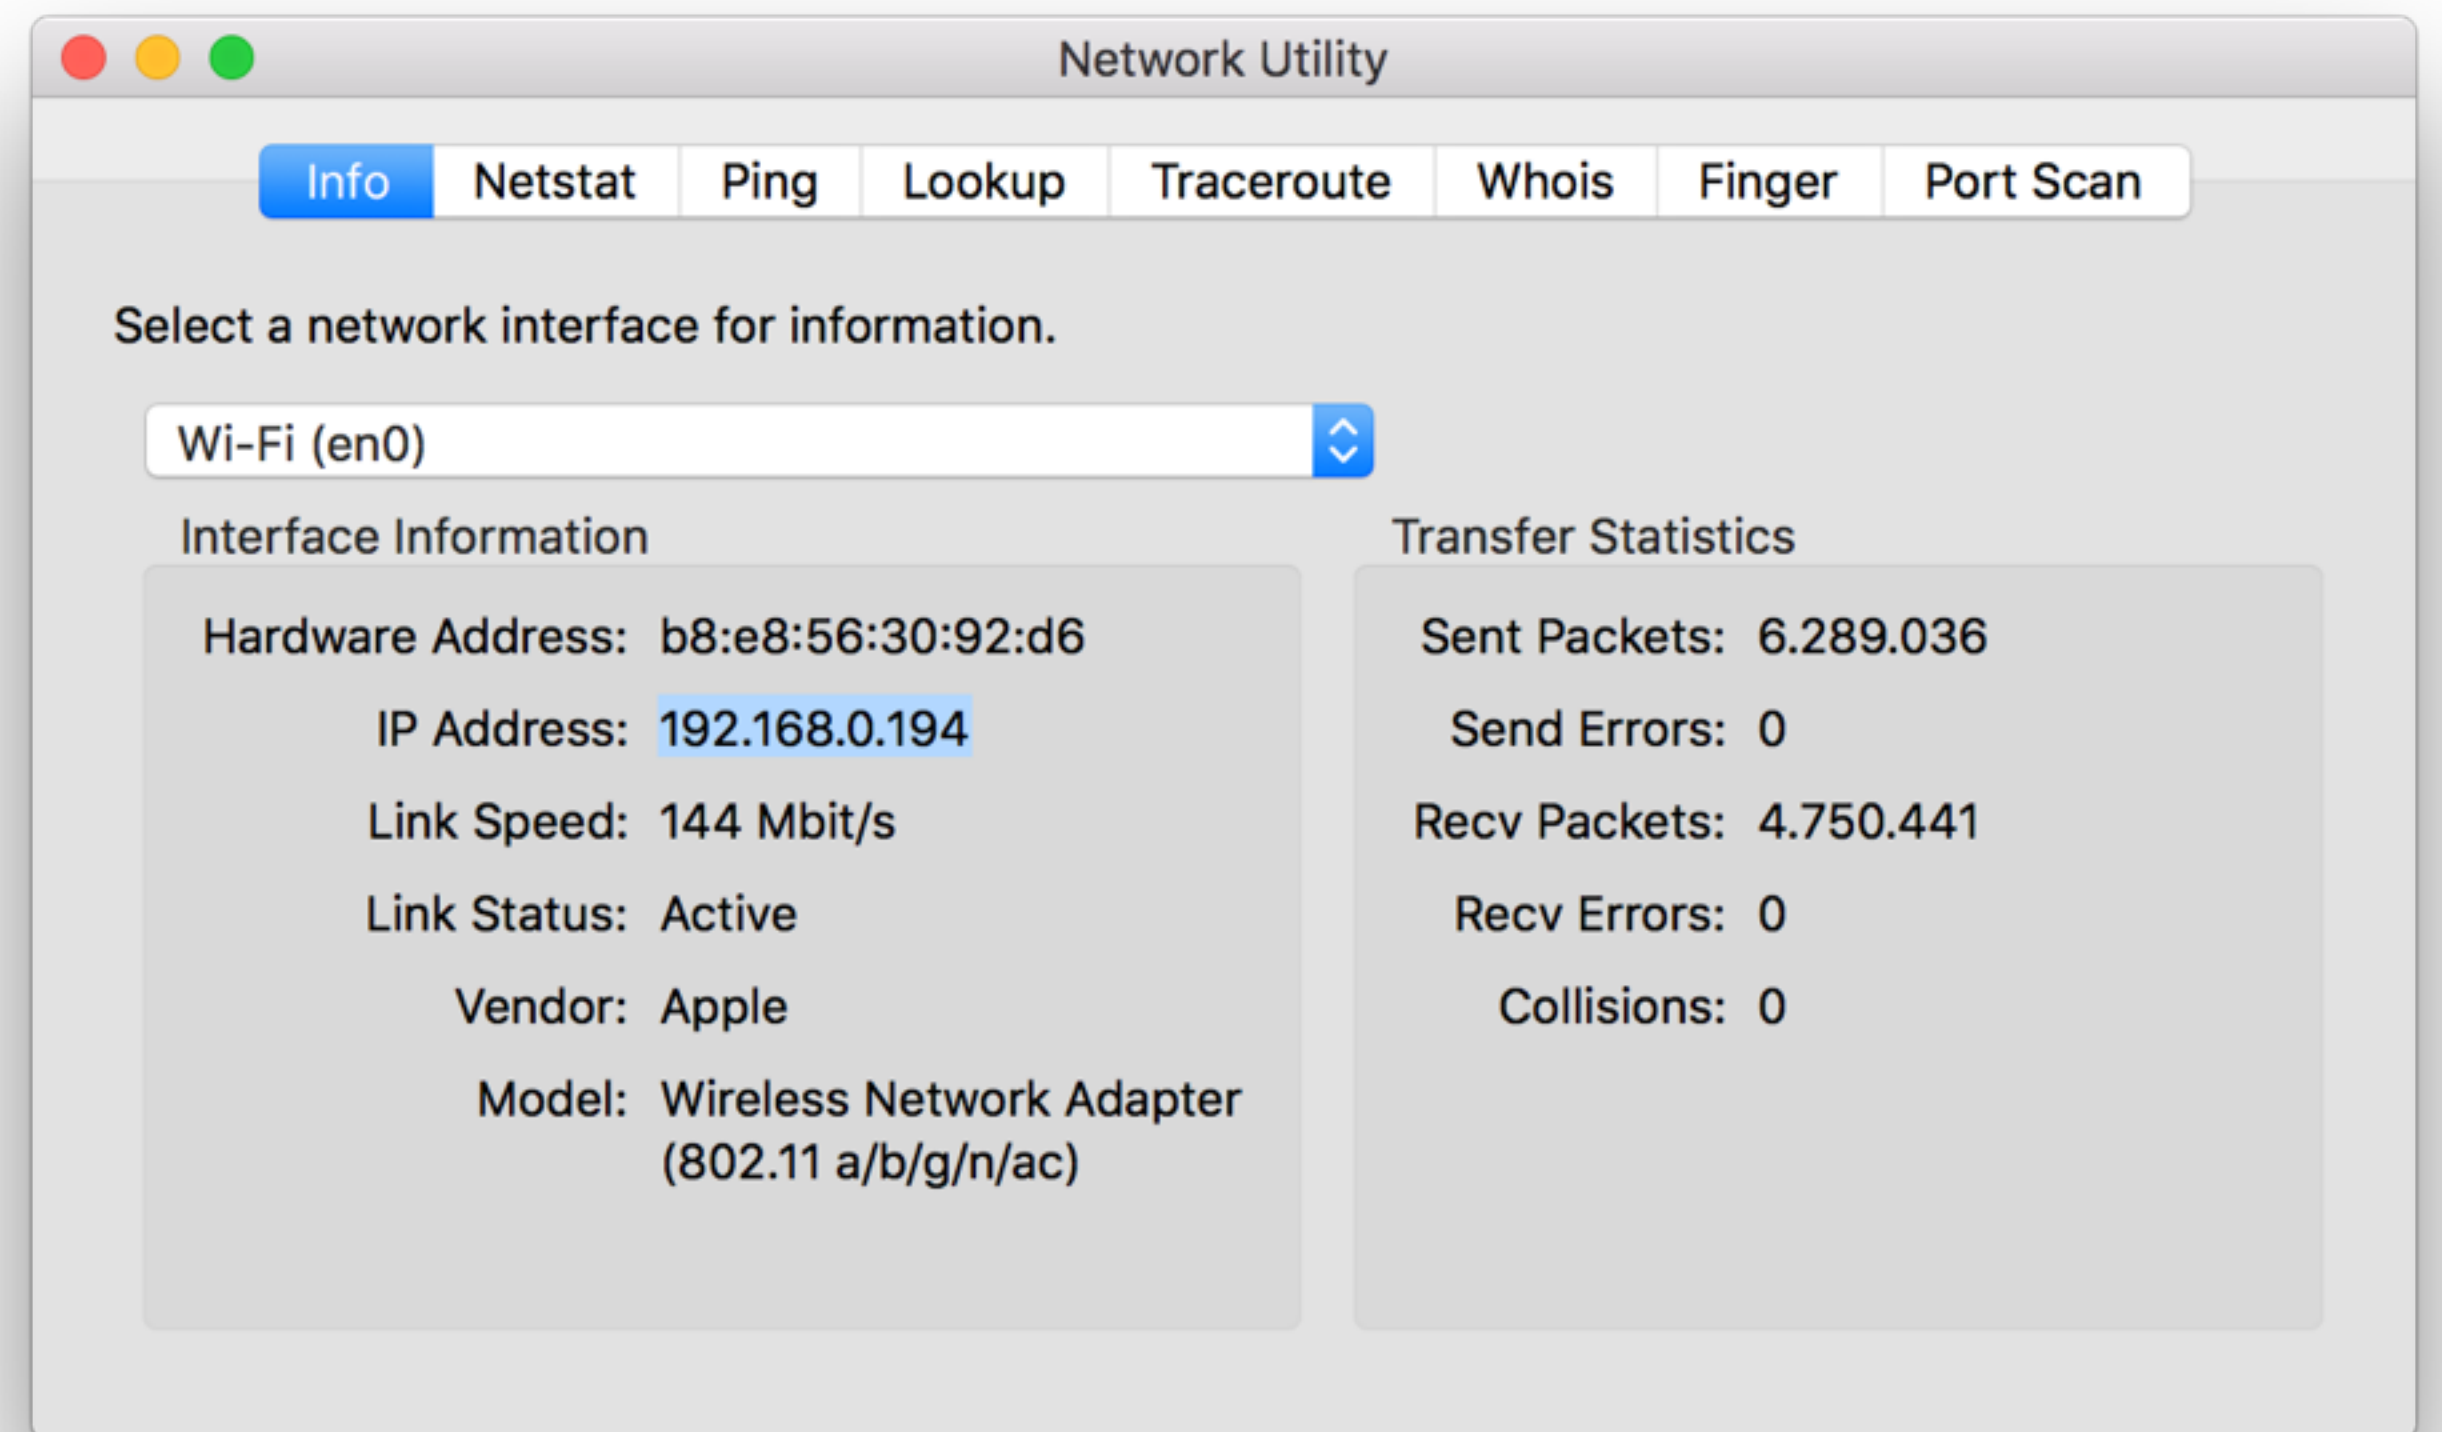 Network Utility
Info Netstat Ping Lookup Traceroute Whois Finger Port Scan
Select a network interface for information.
Wi-Fi (en0)
Interface Information
Hardware Address: b8:e8:56:30:92:d6
IP Address: 192.168.0.194
Link Speed: 144 Mbit/s
Link Status: Active
Vendor: Apple
Model: Wireless Network Adapter
(802.11 a/b/g/n/ac)
Transfer Statistics
Sent Packets: 6.289.036
Send Errors: 0
Recv Packets: 4.750.441
Recv Errors: 0
Collisions: 0